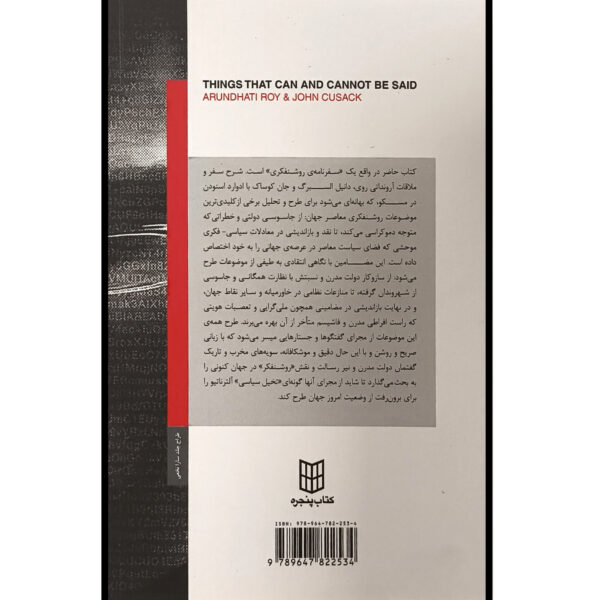 THINGS THAT CAN AND CANNOT BE SAID
ARUNDHATI ROY & JOHN CUSACK
کتاب حاضر در واقع یک «سفرنامه‌ی روشنفکری» است. شرح سفر و
ملاقات آرونداتی روی، دانیل السبرگ و جان کوساک با ادوارد اسنودن
در مسکو، که بهانه‌ای می‌شود برای طرح و تحلیل برخی از کلیدی‌ترین
موضوعات روشنفکری معاصر جهان: از جاسوسی دولتی و خطراتی که
متوجه دموکراسی می‌کند، تا نقد و بازاندیشی در معادلات سیاسی- فکری
موحشی که فضای سیاست معاصر در عرصه‌ی جهانی را به خود اختصاص
داده است. این مضامین با نگاهی انتقادی به طیفی از موضوعات طرح
می‌شود: از سازوکار دولت مدرن و نسبتش با نظارت همگانی و جاسوسی
از شهروندان گرفته، تا منازعات نظامی در خاورمیانه و سایر نقاط جهان،
و در نهایت بازاندیشی در مضامینی همچون ملی‌گرایی و تعصبات هویتی
که راست افراطی مدرن و فاشیسم متأخر از آن بهره می‌برند. طرح همه‌ی
این موضوعات از مجرای گفتگوها و جستارهایی میسر می‌شود که با زبانی
صریح و روشن و با این حال دقیق و موشکافانه، سویه‌های مخرب و تاریک
گفتمان دولت مدرن و نیز رسالت و نقش «روشنفکر» در جهان کنونی را
به بحث می‌گذارد تا شاید از مجرای آنها گونه‌ای «تخیل سیاسی» آلترناتیو را
برای برون‌رفت از وضعیت امروز جهان طرح کند.
طراح جلد: سارا نخعی
کتاب پنجره
ISBN: 978-964-782-253-4
9 789647 822534